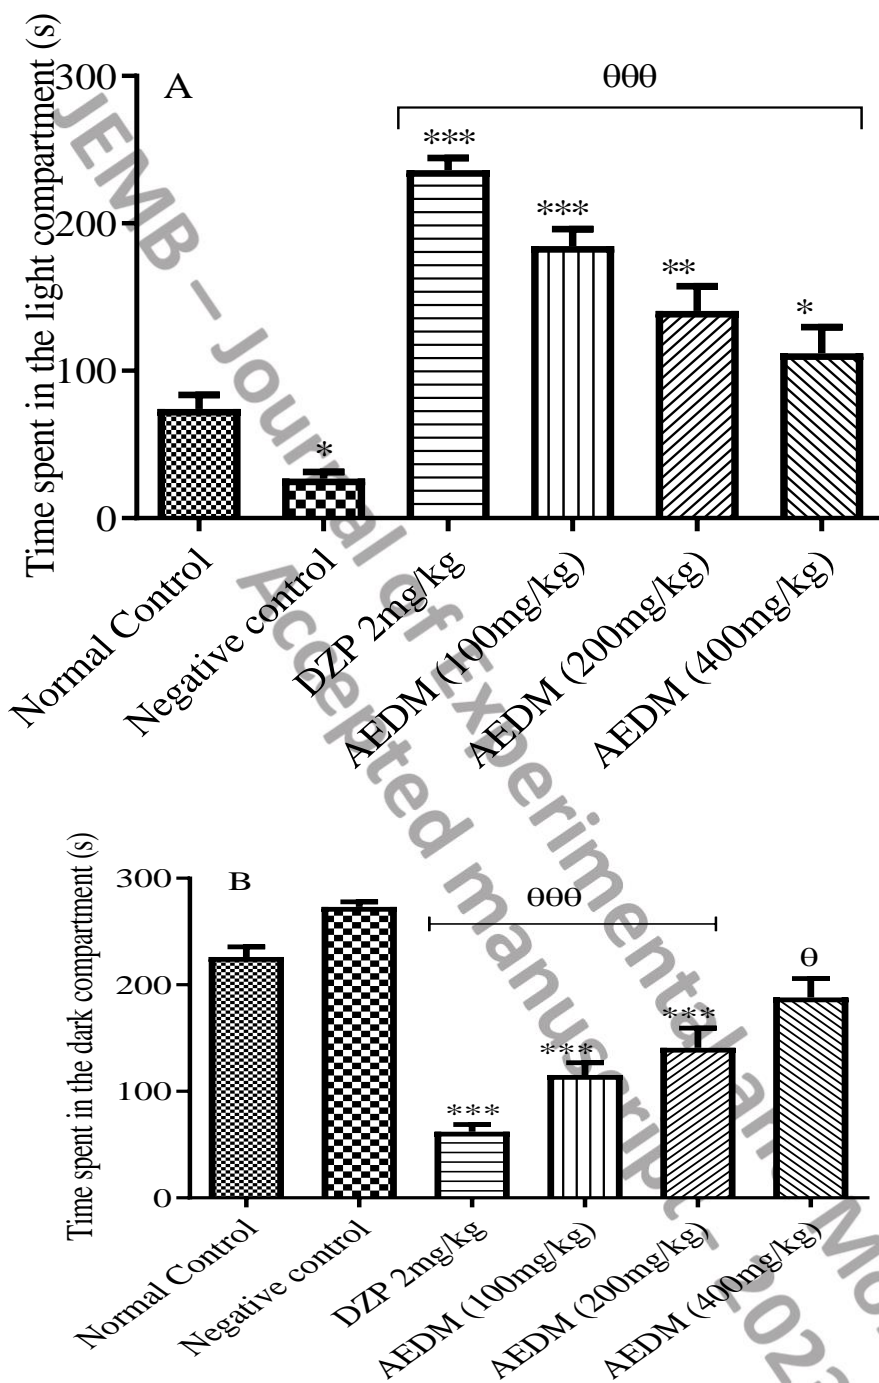 A
θθθ
Time spent in the light compartment (s)
300
200
100
0
*
***
***
**
*
Normal Control
Negative control
DZP 2mg/kg
AEDM (100mg/kg)
AEDM (200mg/kg)
AEDM (400mg/kg)
B
θθθ
θ
Time spent in the dark compartment (s)
300
200
100
0
***
***
***
Normal Control
Negative control
DZP 2mg/kg
AEDM (100mg/kg)
AEDM (200mg/kg)
AEDM (400mg/kg)
JEMB – Journal of Experimental and Mo
Accepted manuscript - 2023